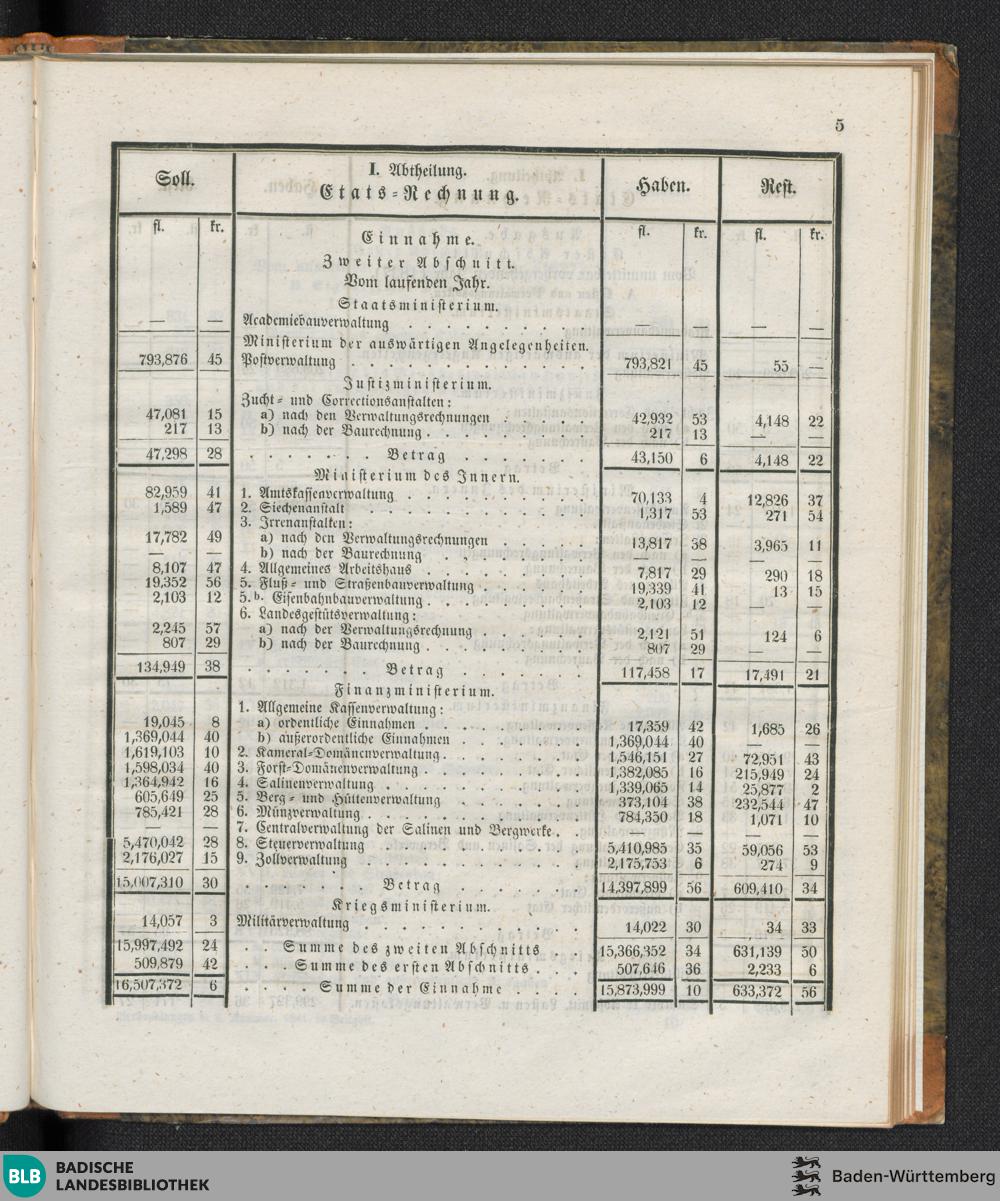 5
Soll. I. Abtheilung. Haben. Rest.
Etats-Rechnung.
fl. kr. Einnahme. fl. kr. fl. kr.
Zweiter Abschnitt.
Vom laufenden Jahr.
Staatsministerium.
— — Academiebauverwaltung . . . . . . . . . — — — —
Ministerium der auswärtigen Angelegenheiten.
793,876 45 Postverwaltung . . . . . . . . . . . . 793,821 45 55 —
Justizministerium.
Zucht- und Correctionsanstalten:
47,081 15 a) nach den Verwaltungsrechnungen . . . . 42,932 53 4,148 22
217 13 b) nach der Baurechnung . . . . . . . 217 13 — —
47,298 28 . . . . . . . Betrag . . . . . . 43,150 6 4,148 22
Ministerium des Innern.
82,959 41 1. Amtskassenverwaltung . . . . . . . . 70,133 4 12,826 37
1,589 47 2. Siechenanstalt . . . . . . . . . . 1,317 53 271 54
3. Irrenanstalten:
17,782 49 a) nach den Verwaltungsrechnungen . . . . . 13,817 38 3,965 11
— — b) nach der Baurechnung . . . . . . . — — — —
8,107 47 4. Allgemeines Arbeitshaus . . . . . . . . 7,817 29 290 18
19,352 56 5. Fluß- und Straßenbauverwaltung . . . . . . 19,339 41 13 15
2,103 12 5.b. Eisenbahnbauverwaltung . . . . . . . . 2,103 12 — —
6. Landesgestütsverwaltung:
2,245 57 a) nach der Verwaltungsrechnung . . . . . . 2,121 51 124 6
807 29 b) nach der Baurechnung . . . . . . . . 807 29 — —
134,949 38 . . . . . . . Betrag . . . . . . 117,458 17 17,491 21
Finanzministerium.
1. Allgemeine Kassenverwaltung:
19,045 8 a) ordentliche Einnahmen . . . . . . . . 17,359 42 1,685 26
1,369,044 40 b) außerordentliche Einnahmen . . . . . . 1,369,044 40 — —
1,619,103 10 2. Kameral-Domänenverwaltung . . . . . . . 1,546,151 27 72,951 43
1,598,034 40 3. Forst-Domänenverwaltung . . . . . . . . 1,382,085 16 215,949 24
1,364,942 16 4. Salinenverwaltung . . . . . . . . . . 1,339,065 14 25,877 2
605,649 25 5. Berg- und Hüttenverwaltung . . . . . . . 373,104 38 232,544 47
785,421 28 6. Münzverwaltung . . . . . . . . . . . 784,350 18 1,071 10
— — 7. Centralverwaltung der Salinen und Bergwerke . . — — — —
5,470,042 28 8. Steuerverwaltung . . . . . . . . . . 5,410,985 35 59,056 53
2,176,027 15 9. Zollverwaltung . . . . . . . . . . . 2,175,753 6 274 9
15,007,310 30 . . . . . . . Betrag . . . . . . 14,397,899 56 609,410 34
Kriegsministerium.
14,057 3 Militärverwaltung . . . . . . . . . . . 14,022 30 34 33
15,997,492 24 . Summe des zweiten Abschnitts . . 15,366,352 34 631,139 50
509,879 42 . . . Summe des ersten Abschnitts . . . 507,646 36 2,233 6
16,507,372 6 . . . . Summe der Einnahme . . . . 15,873,999 10 633,372 56
BLB BADISCHE LANDESBIBLIOTHEK
Baden-Württemberg